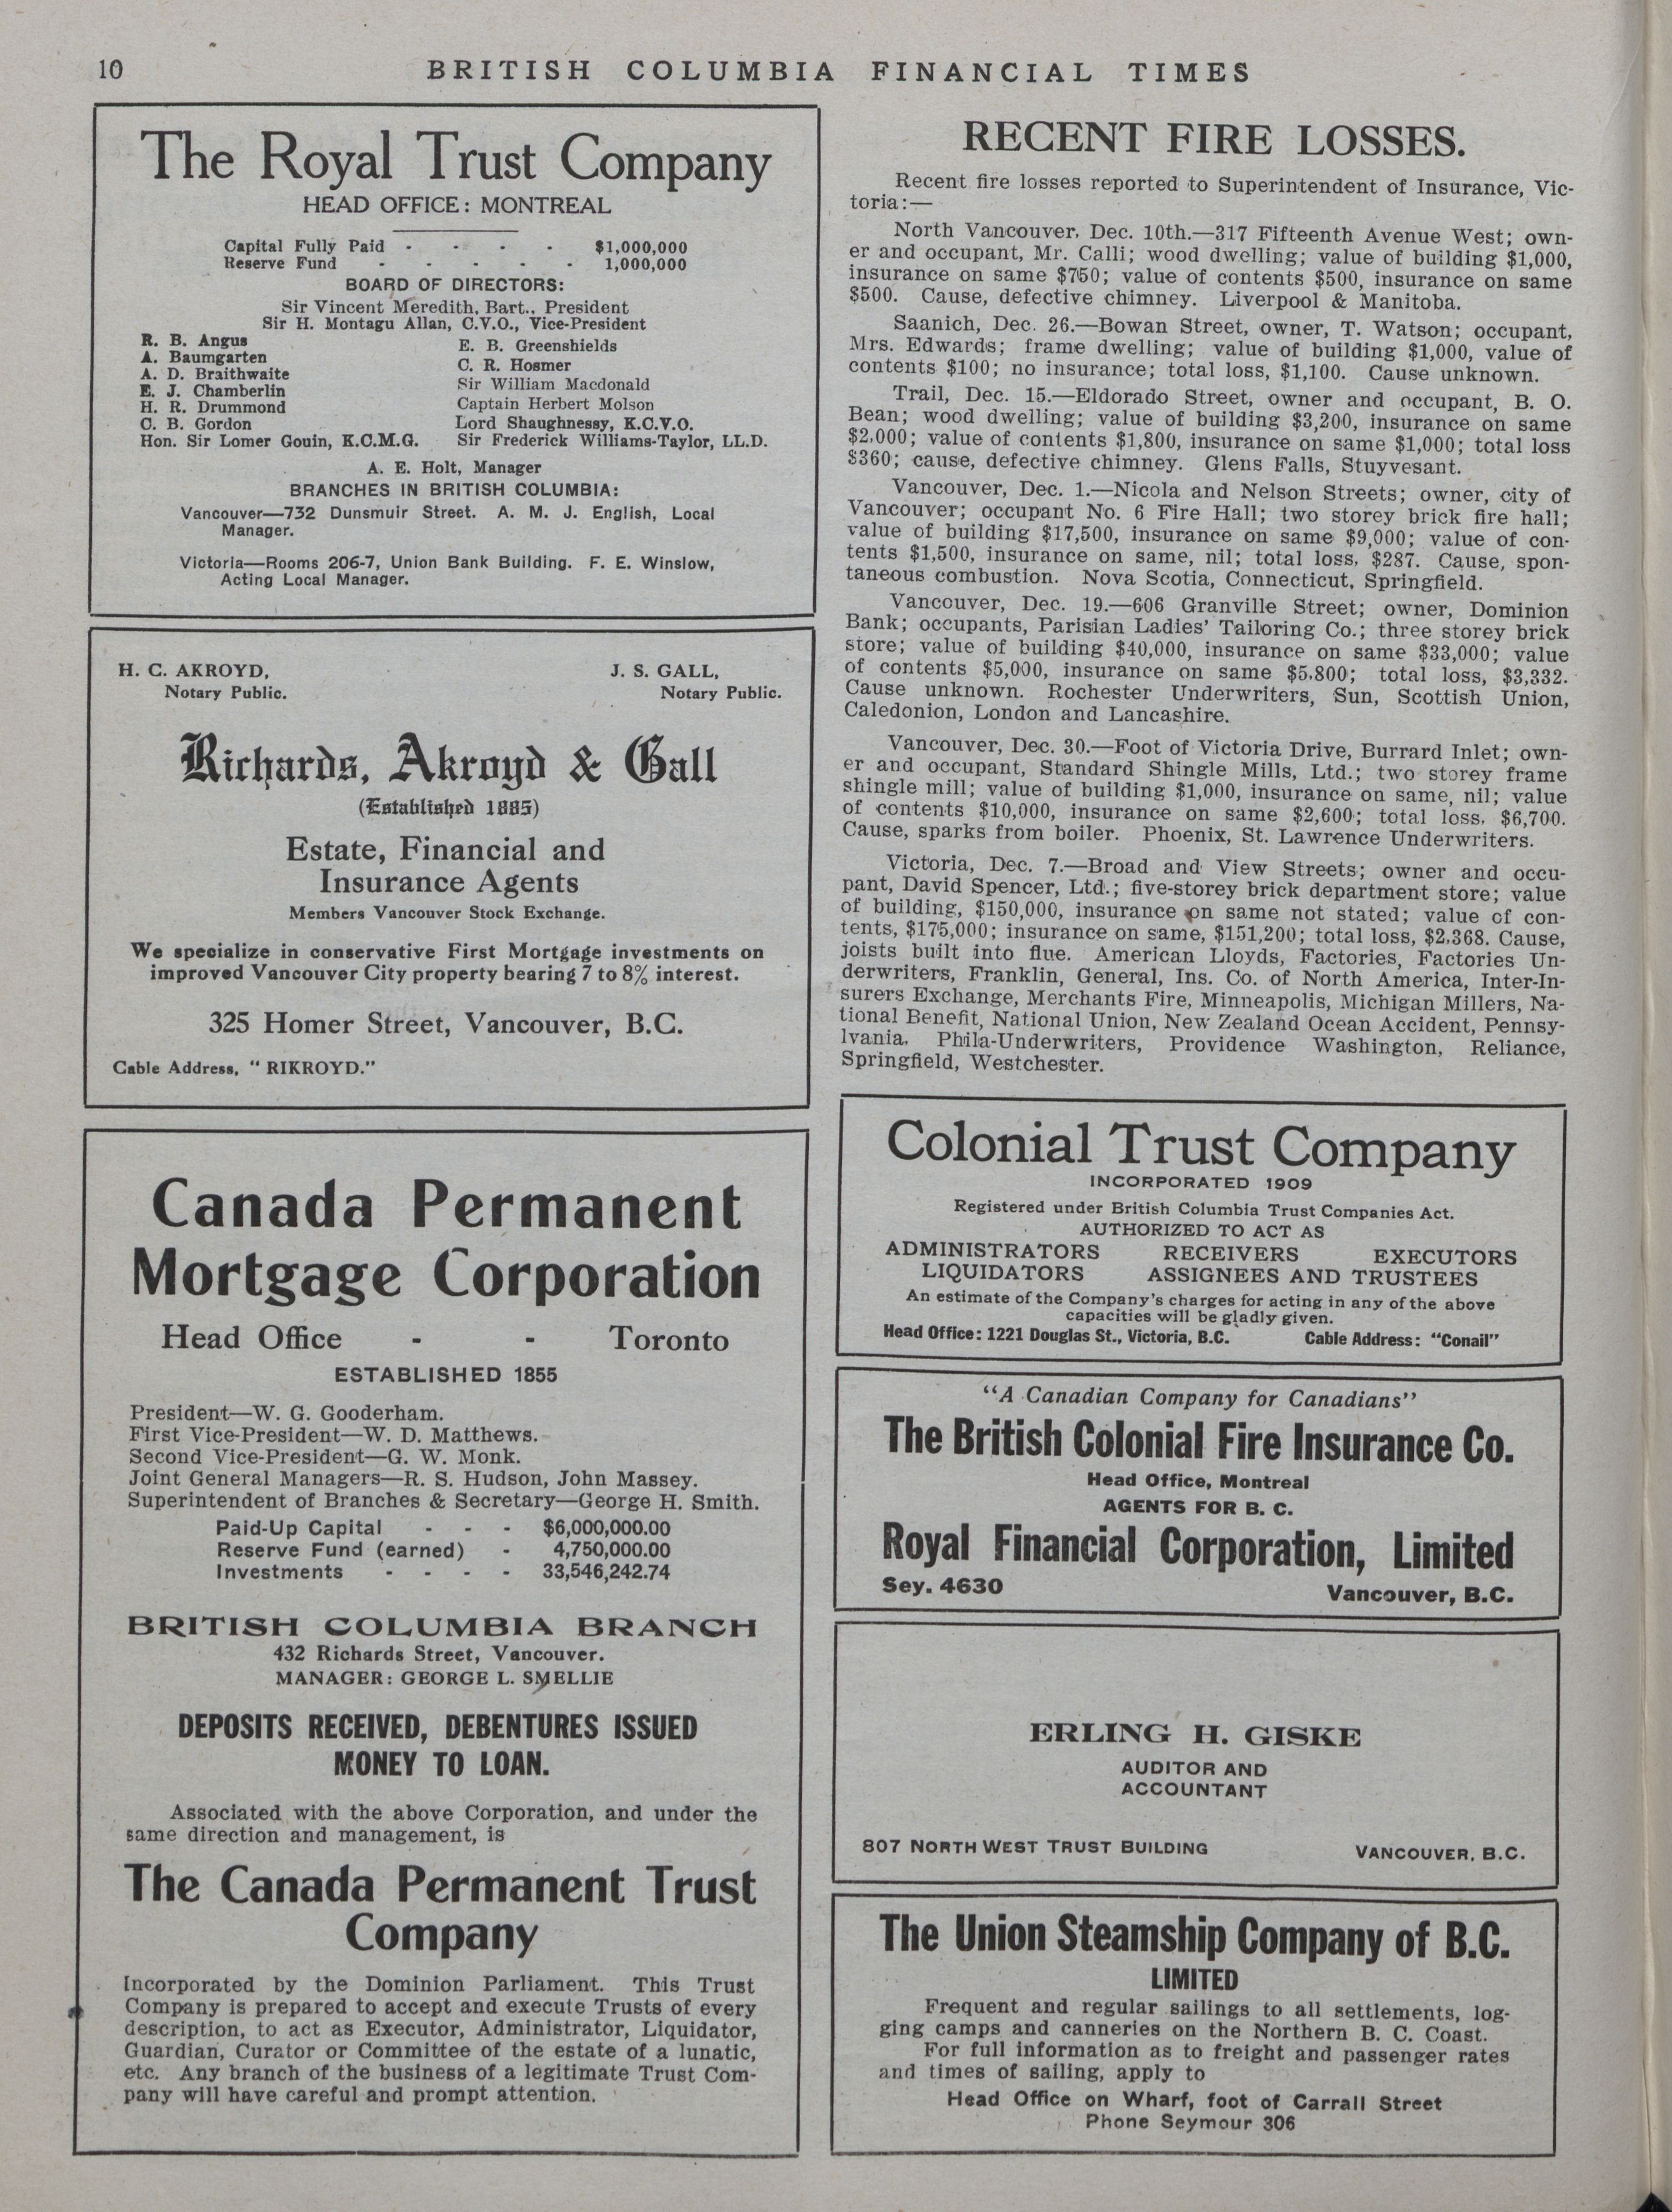 10
BRITISH COLUMBIA FINANCIAL TIMES
The Royal Trust Company
HEAD OFFICE: MONTREAL
Capital Fully Paid - - - - $1,000,000
Reserve Fund - - - - - 1,000,000
BOARD OF DIRECTORS:
Sir Vincent Meredith, Bart., President
Sir H. Montagu Allan, C.V.O., Vice-President
R. B. Angus
A. Baumgarten
A. D. Braithwaite
E. J. Chamberlin
H. R. Drummond
C. B. Gordon
Hon. Sir Lomer Gouin, K.C.M.G.
E. B. Greenshields
C. R. Hosmer
Sir William Macdonald
Captain Herbert Molson
Lord Shaughnessy, K.C.V.O.
Sir Frederick Williams-Taylor, LL.D.
A. E. Holt, Manager
BRANCHES IN BRITISH COLUMBIA:
Vancouver—732 Dunsmuir Street. A. M. J. English, Local
Manager.
Victoria—Rooms 206-7, Union Bank Building. F. E. Winslow,
Acting Local Manager.
H. C. AKROYD,
Notary Public.
J. S. GALL,
Notary Public.
Richards, Akroyd & Gall
(Established 1885)
Estate, Financial and
Insurance Agents
Members Vancouver Stock Exchange.
We specialize in conservative First Mortgage investments on
improved Vancouver City property bearing 7 to 8% interest.
325 Homer Street, Vancouver, B.C.
Cable Address, "RIKROYD."
Canada Permanent
Mortgage Corporation
Head Office - - Toronto
ESTABLISHED 1855
President—W. G. Gooderham.
First Vice-President—W. D. Matthews.
Second Vice-President—G. W. Monk.
Joint General Managers—R. S. Hudson, John Massey.
Superintendent of Branches & Secretary—George H. Smith.
Paid-Up Capital - - - $6,000,000.00
Reserve Fund (earned) - 4,750,000.00
Investments - - - - 33,546,242.74
BRITISH COLUMBIA BRANCH
432 Richards Street, Vancouver.
MANAGER: GEORGE L. SMELLIE
DEPOSITS RECEIVED, DEBENTURES ISSUED
MONEY TO LOAN.
Associated with the above Corporation, and under the
same direction and management, is
The Canada Permanent Trust
Company
Incorporated by the Dominion Parliament. This Trust
Company is prepared to accept and execute Trusts of every
description, to act as Executor, Administrator, Liquidator,
Guardian, Curator or Committee of the estate of a lunatic,
etc. Any branch of the business of a legitimate Trust Com-
pany will have careful and prompt attention.
RECENT FIRE LOSSES.
Recent fire losses reported to Superintendent of Insurance, Vic-
toria:—
North Vancouver, Dec. 10th.—317 Fifteenth Avenue West; own-
er and occupant, Mr. Calli; wood dwelling; value of building $1,000,
insurance on same $750; value of contents $500, insurance on same
$500. Cause, defective chimney. Liverpool & Manitoba.
Saanich, Dec. 26.—Bowan Street, owner, T. Watson; occupant,
Mrs. Edwards; frame dwelling; value of building $1,000, value of
contents $100; no insurance; total loss, $1,100. Cause unknown.
Trail, Dec. 15.—Eldorado Street, owner and occupant, B. O.
Bean; wood dwelling; value of building $3,200, insurance on same
$2,000; value of contents $1,800, insurance on same $1,000; total loss
$360; cause, defective chimney. Glens Falls, Stuyvesant.
Vancouver, Dec. 1.—Nicola and Nelson Streets; owner, city of
Vancouver; occupant No. 6 Fire Hall; two storey brick fire hall;
value of building $17,500, insurance on same $9,000; value of con-
tents $1,500, insurance on same, nil; total loss, $287. Cause, spon-
taneous combustion. Nova Scotia, Connecticut, Springfield.
Vancouver, Dec. 19.—606 Granville Street; owner, Dominion
Bank; occupants, Parisian Ladies' Tailoring Co.; three storey brick
store; value of building $40,000, insurance on same $33,000; value
of contents $5,000, insurance on same $5,800; total loss, $3,332.
Cause unknown. Rochester Underwriters, Sun, Scottish Union,
Caledonion, London and Lancashire.
Vancouver, Dec. 30.—Foot of Victoria Drive, Burrard Inlet; own-
er and occupant, Standard Shingle Mills, Ltd.; two storey frame
shingle mill; value of building $1,000, insurance on same, nil; value
of contents $10,000, insurance on same $2,600; total loss, $6,700.
Cause, sparks from boiler. Phoenix, St. Lawrence Underwriters.
Victoria, Dec. 7.—Broad and View Streets; owner and occu-
pant, David Spencer, Ltd.; five-storey brick department store; value
of building, $150,000, insurance on same not stated; value of con-
tents, $175,000; insurance on same, $151,200; total loss, $2,368. Cause,
joists built into flue. American Lloyds, Factories, Factories Un-
derwriters, Franklin, General, Ins. Co. of North America, Inter-In-
surers Exchange, Merchants Fire, Minneapolis, Michigan Millers, Na-
tional Benefit, National Union, New Zealand Ocean Accident, Pennsy-
lvania, Phila-Underwriters, Providence Washington, Reliance,
Springfield, Westchester.
Colonial Trust Company
INCORPORATED 1909
Registered under British Columbia Trust Companies Act.
AUTHORIZED TO ACT AS
ADMINISTRATORS RECEIVERS EXECUTORS
LIQUIDATORS ASSIGNEES AND TRUSTEES
An estimate of the Company's charges for acting in any of the above
capacities will be gladly given.
Head Office: 1221 Douglas St., Victoria, B.C. Cable Address: "Conail"
"A Canadian Company for Canadians"
The British Colonial Fire Insurance Co.
Head Office, Montreal
AGENTS FOR B. C.
Royal Financial Corporation, Limited
Sey. 4630 Vancouver, B.C.
ERLING H. GISKE
AUDITOR AND
ACCOUNTANT
807 NORTH WEST TRUST BUILDING VANCOUVER, B.C.
The Union Steamship Company of B.C.
LIMITED
Frequent and regular sailings to all settlements, log-
ging camps and canneries on the Northern B. C. Coast.
For full information as to freight and passenger rates
and times of sailing, apply to
Head Office on Wharf, foot of Carrall Street
Phone Seymour 306